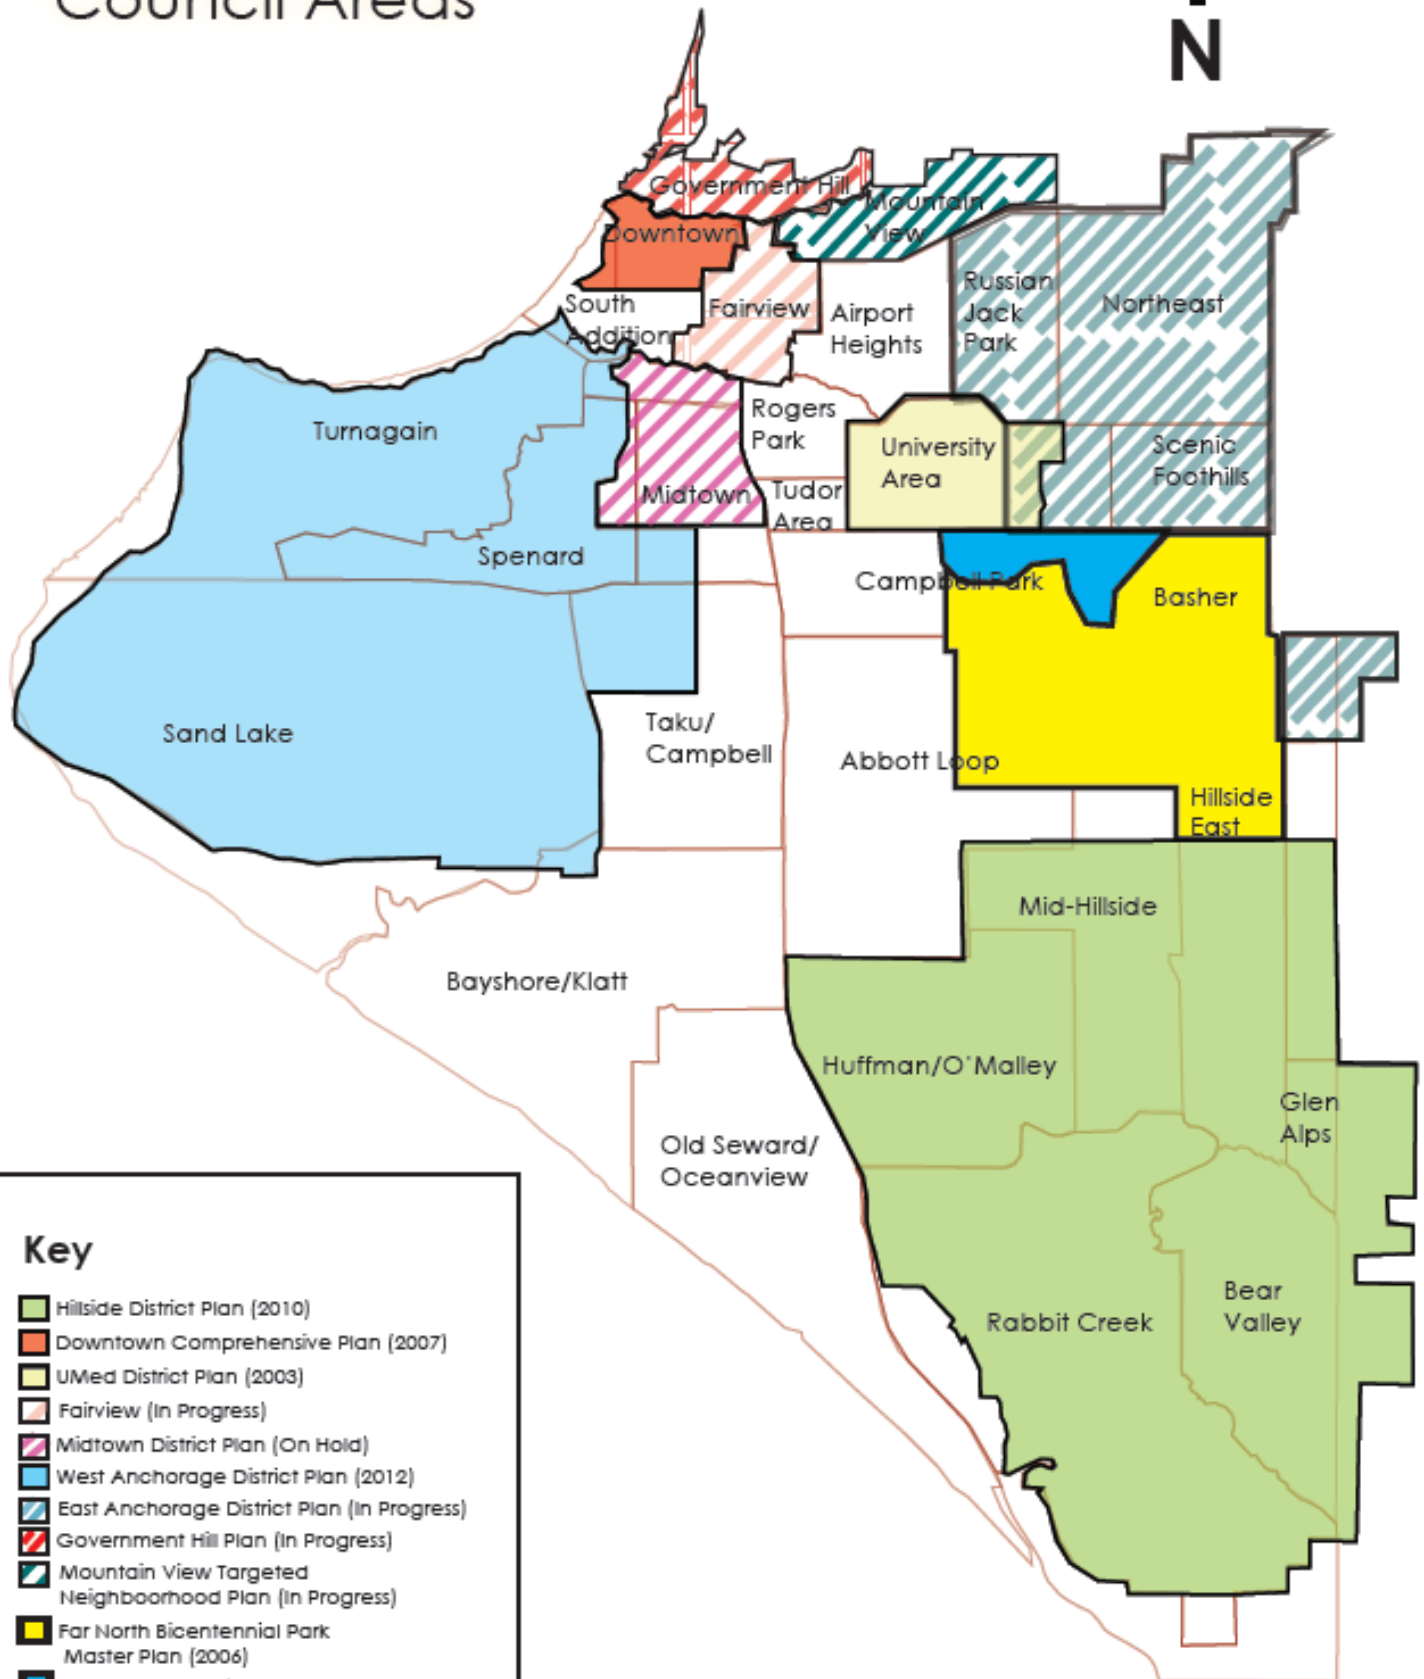 Council Areas
N
Government Hill
Mountain
View
Downtown
Russian
Jack
Park
Northeast
South
Addition
Fairview
Airport
Heights
Turnagain
Rogers
Park
University
Area
Scenic
Foothills
Midtown
Tudor
Area
Spenard
Campbell Park
Basher
Sand Lake
Taku/
Campbell
Abbott Loop
Hillside
East
Mid-Hillside
Bayshore/Klatt
Huffman/O'Malley
Glen
Alps
Old Seward/
Oceanview
Rabbit Creek
Bear
Valley
Key
Hillside District Plan (2010)
Downtown Comprehensive Plan (2007)
UMed District Plan (2003)
Fairview (In Progress)
Midtown District Plan (On Hold)
West Anchorage District Plan (2012)
East Anchorage District Plan (In Progress)
Government Hill Plan (In Progress)
Mountain View Targeted
Neighboorhood Plan (In Progress)
Far North Bicentennial Park
Master Plan (2006)